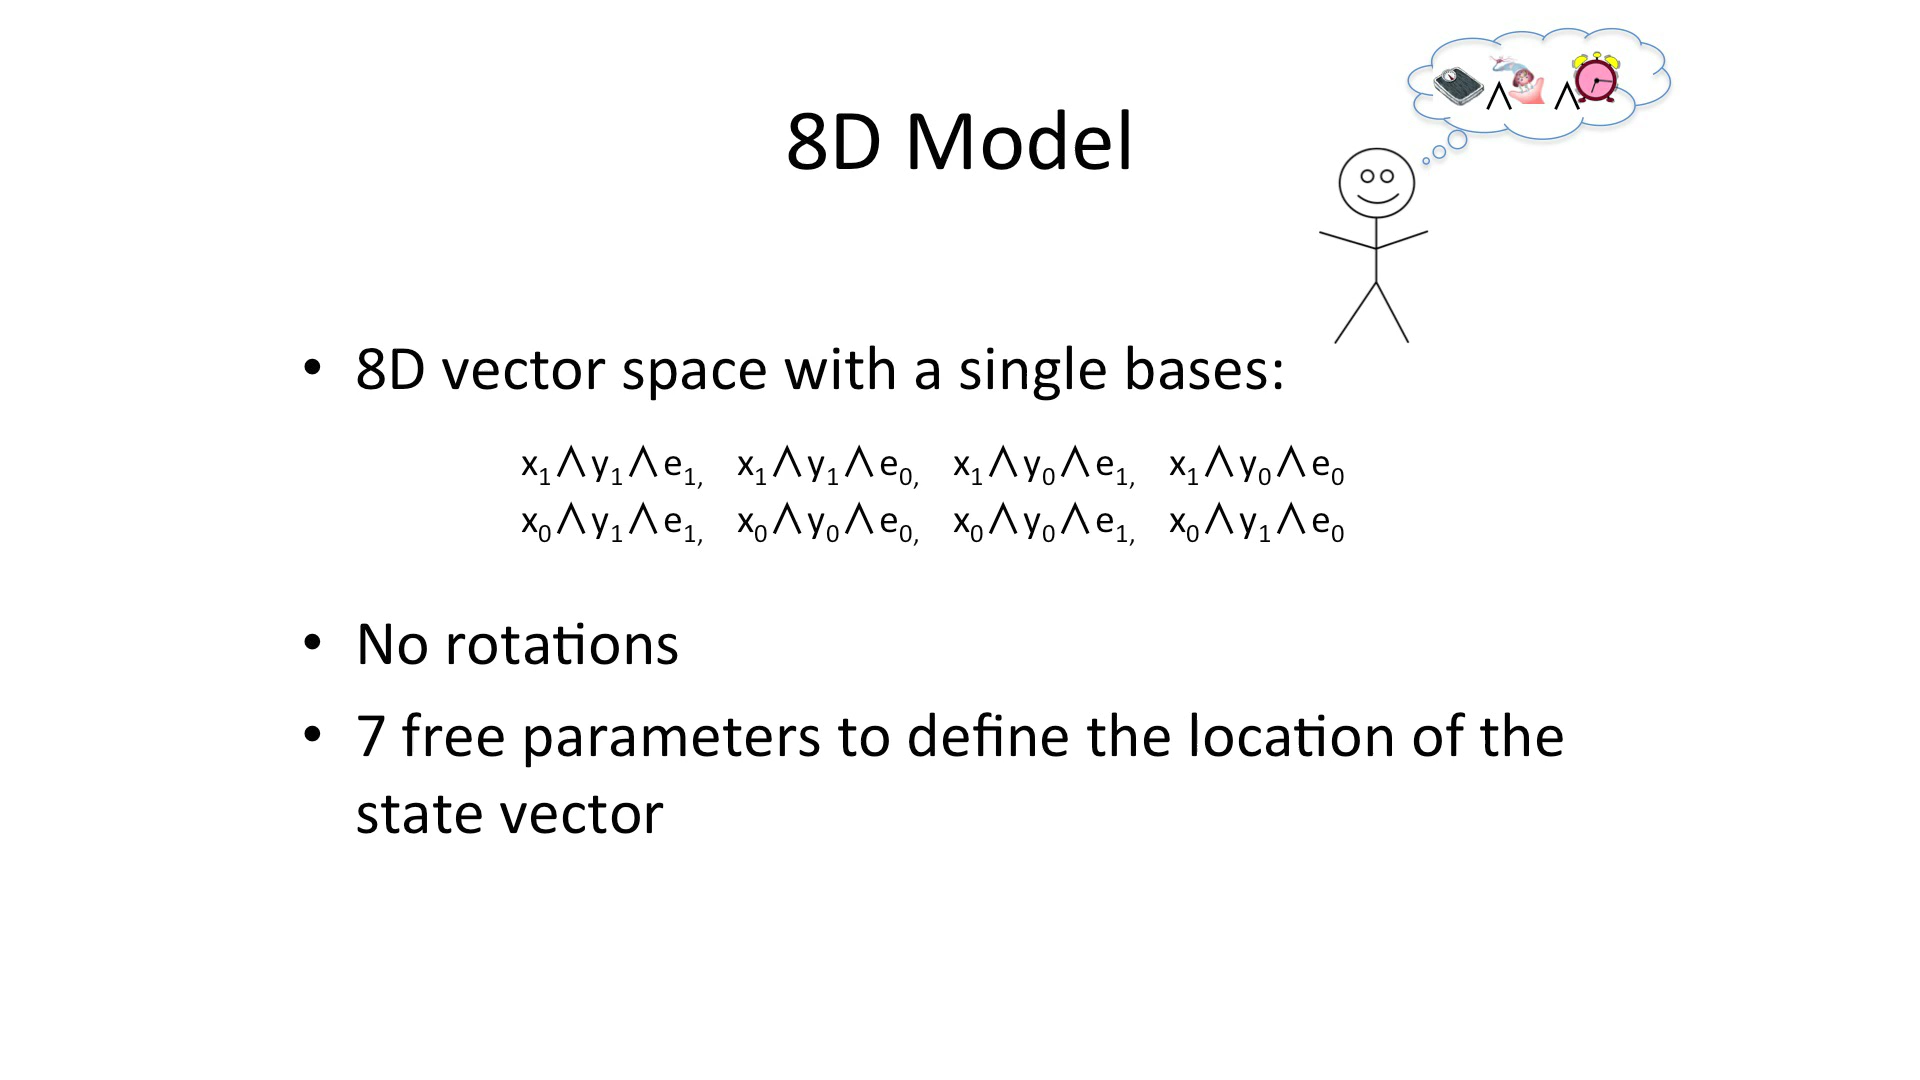 ∧ ∧
8D Model
• 8D vector space with a single bases:
x₁∧y₁∧e₁, x₁∧y₁∧e₀, x₁∧y₀∧e₁, x₁∧y₀∧e₀
x₀∧y₁∧e₁, x₀∧y₀∧e₀, x₀∧y₀∧e₁, x₀∧y₁∧e₀
• No rotations
• 7 free parameters to define the location of the
state vector